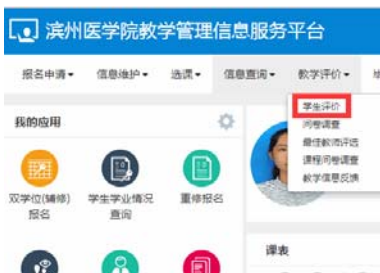 滨州医学院教学管理信息服务平台
报名申请 信息维护 选课 信息查询 教学评价
学生评价
问卷调查
最佳教师评选
课程问卷调查
教学信息反馈
我的应用
双学位(辅修)
报名
学生学业情况
查询
重修报名
课表